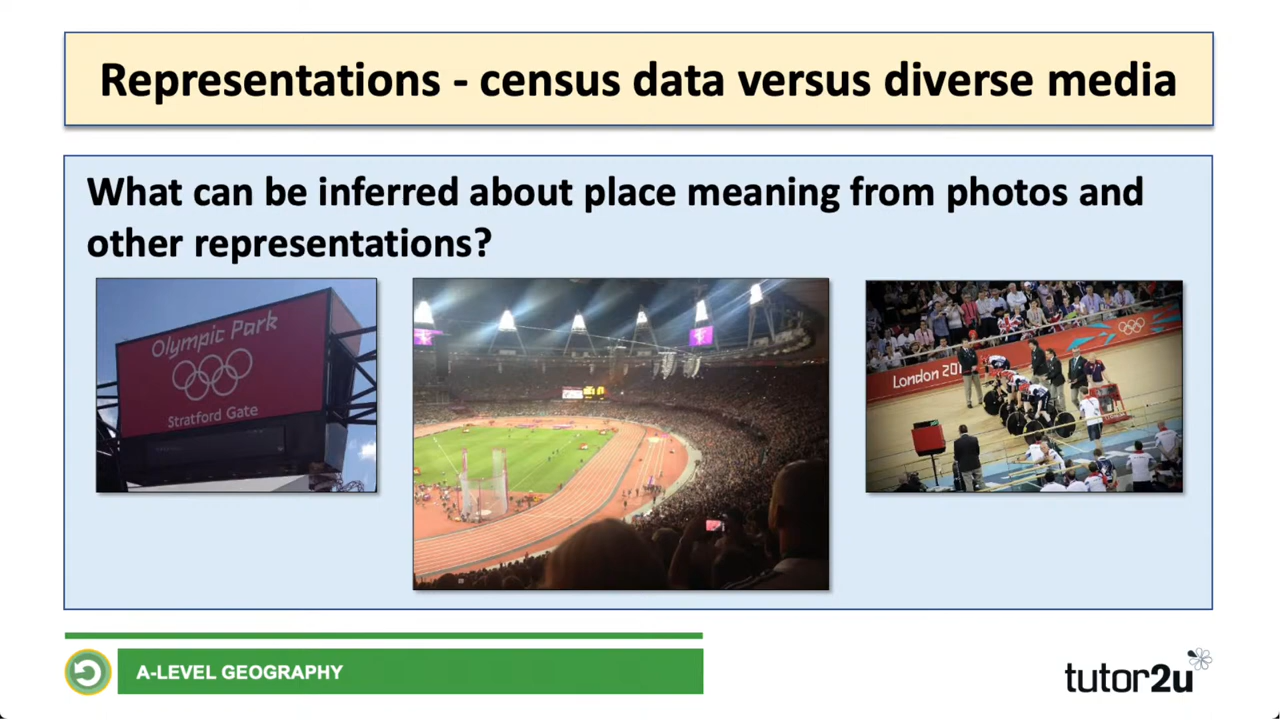 Representations - census data versus diverse media
What can be inferred about place meaning from photos and
other representations?
Olympic Park
Stratford Gate
London 201
A-LEVEL GEOGRAPHY
tutor2u